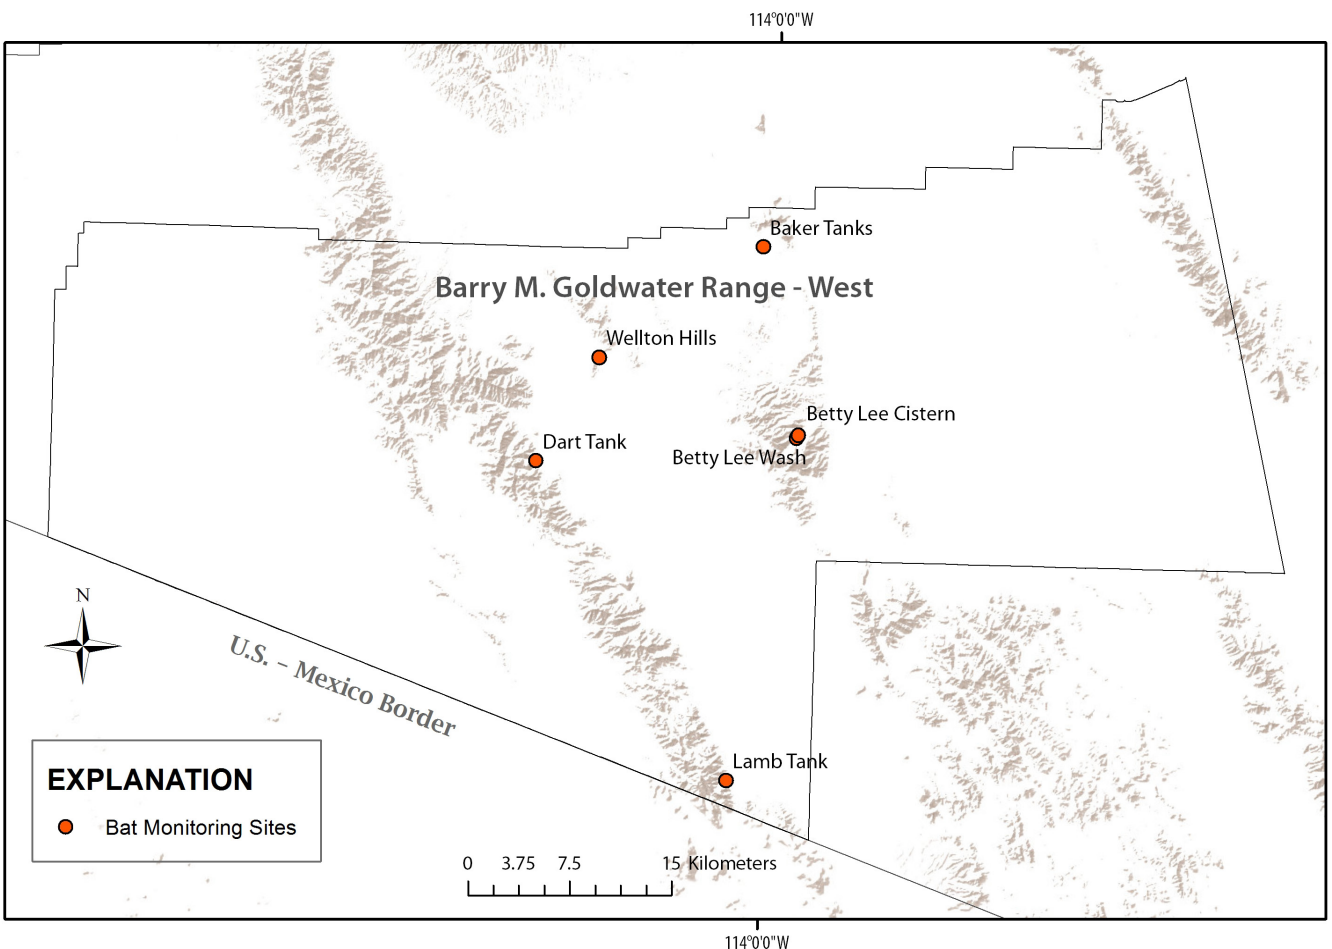 114°0'0"W
Baker Tanks
Barry M. Goldwater Range - West
Wellton Hills
Betty Lee Cistern
Dart Tank
Betty Lee Wash
N
U.S. – Mexico Border
Lamb Tank
EXPLANATION
Bat Monitoring Sites
0 3.75 7.5 15 Kilometers
114°0'0"W